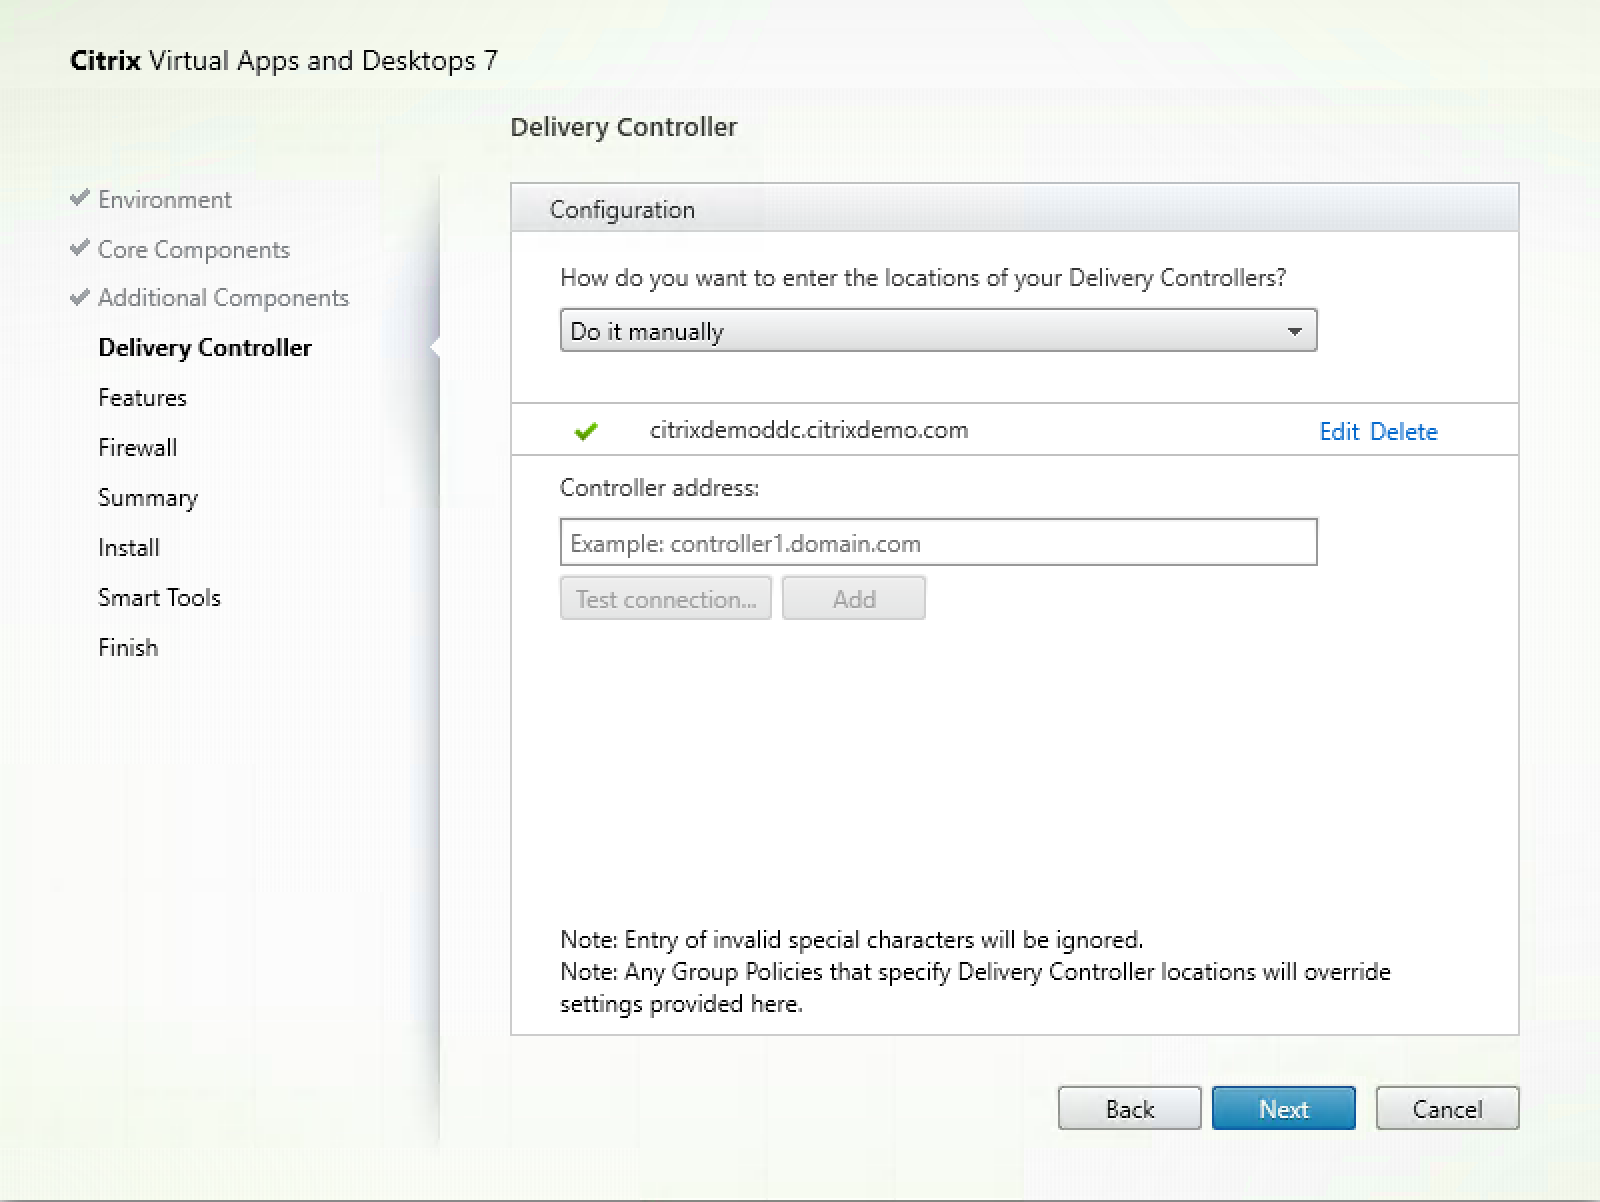 Citrix Virtual Apps and Desktops 7
Delivery Controller
Environment
Core Components
Additional Components
Delivery Controller
Features
Firewall
Summary
Install
Smart Tools
Finish
Configuration
How do you want to enter the locations of your Delivery Controllers?
Do it manually
citrixdemoddc.citrixdemo.com Edit Delete
Controller address:
Example: controller1.domain.com
Test connection... Add
Note: Entry of invalid special characters will be ignored.
Note: Any Group Policies that specify Delivery Controller locations will override
settings provided here.
Back Next Cancel